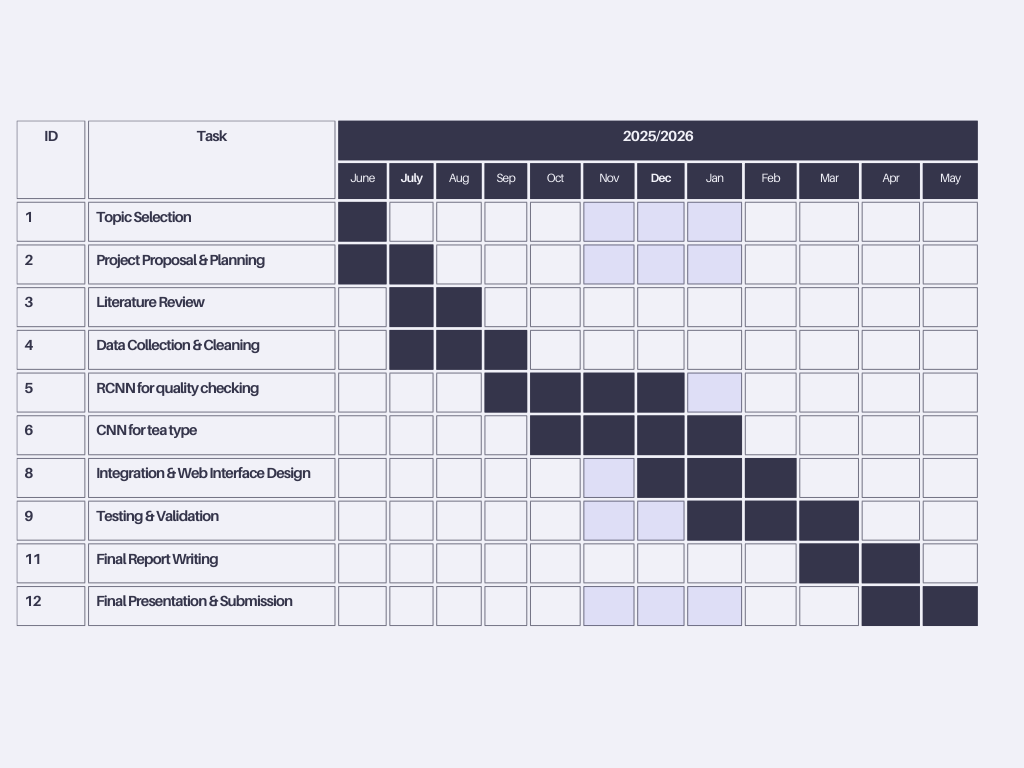 ID Task 2025/2026
June July Aug Sep Oct Nov Dec Jan Feb Mar Apr May
1 Topic Selection
2 Project Proposal & Planning
3 Literature Review
4 Data Collection & Cleaning
5 RCNN for quality checking
6 CNN for tea type
8 Integration & Web Interface Design
9 Testing & Validation
11 Final Report Writing
12 Final Presentation & Submission